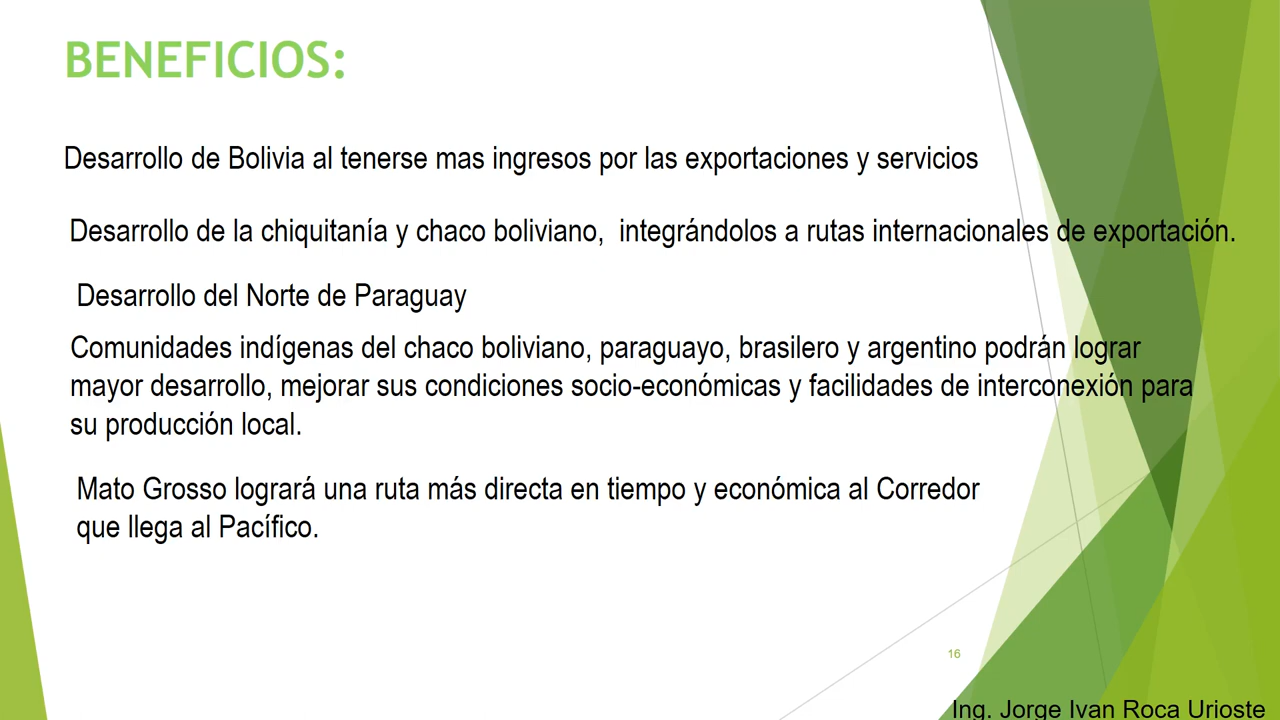 BENEFICIOS:
Desarrollo de Bolivia al tenerse mas ingresos por las exportaciones y servicios
Desarrollo de la chiquitanía y chaco boliviano, integrándolos a rutas internacionales de exportación.
Desarrollo del Norte de Paraguay
Comunidades indígenas del chaco boliviano, paraguayo, brasilero y argentino podrán lograr
mayor desarrollo, mejorar sus condiciones socio-económicas y facilidades de interconexión para
su producción local.
Mato Grosso logrará una ruta más directa en tiempo y económica al Corredor
que llega al Pacífico.
16
Ing. Jorge Ivan Roca Urioste